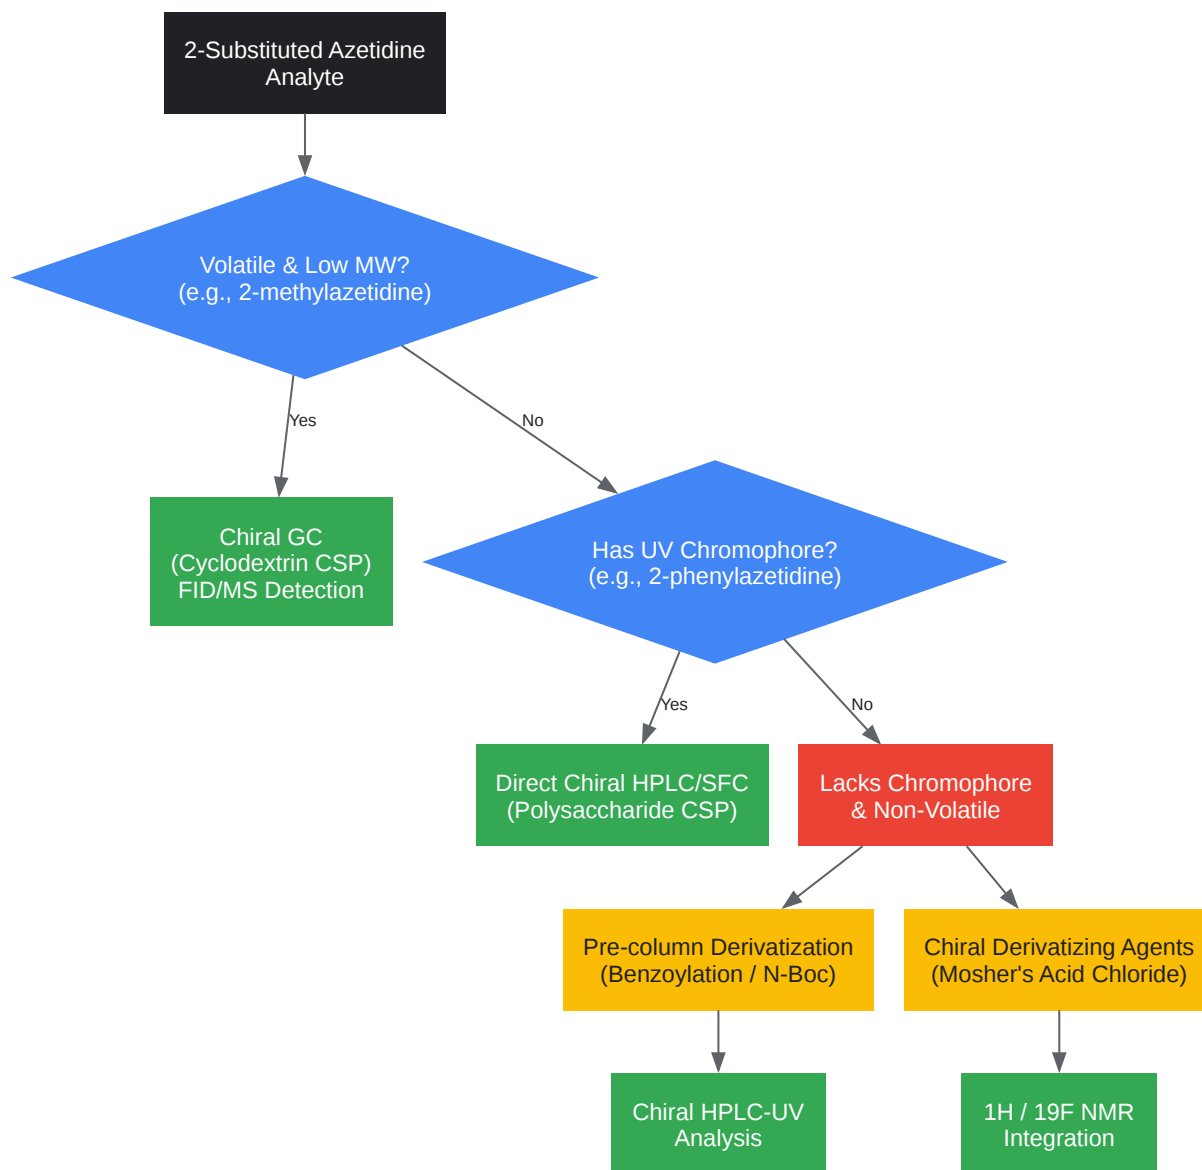 2-Substituted Azetidine
Analyte
Volatile & Low MW?
(e.g., 2-methylazetidine)
Yes
No
Chiral GC
(Cyclodextrin CSP)
FID/MS Detection
Has UV Chromophore?
(e.g., 2-phenylazetidine)
Yes
No
Direct Chiral HPLC/SFC
(Polysaccharide CSP)
Lacks Chromophore
& Non-Volatile
Pre-column Derivatization
(Benzoylation / N-Boc)
Chiral Derivatizing Agents
(Mosher's Acid Chloride)
Chiral HPLC-UV
Analysis
1H / 19F NMR
Integration